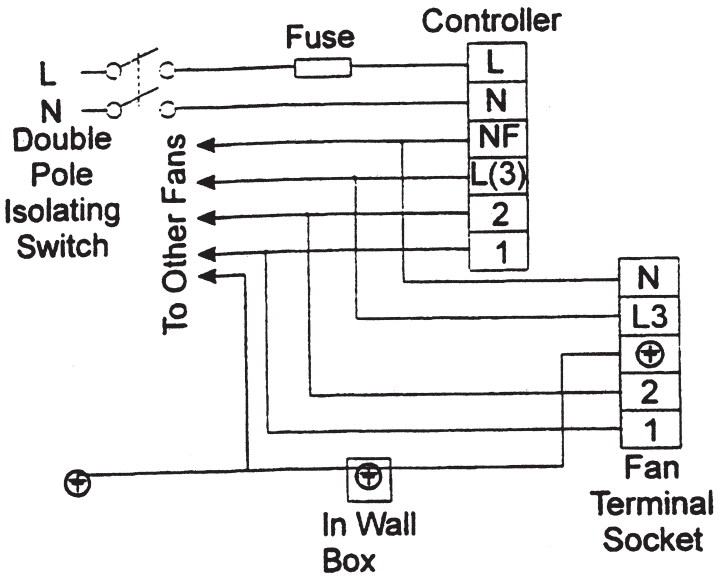 Controller
Fuse
L
N
Double
Pole
Isolating
Switch
To Other Fans
L
N
NF
L(3)
2
1
N
L3
2
1
Fan
Terminal
Socket
In Wall
Box